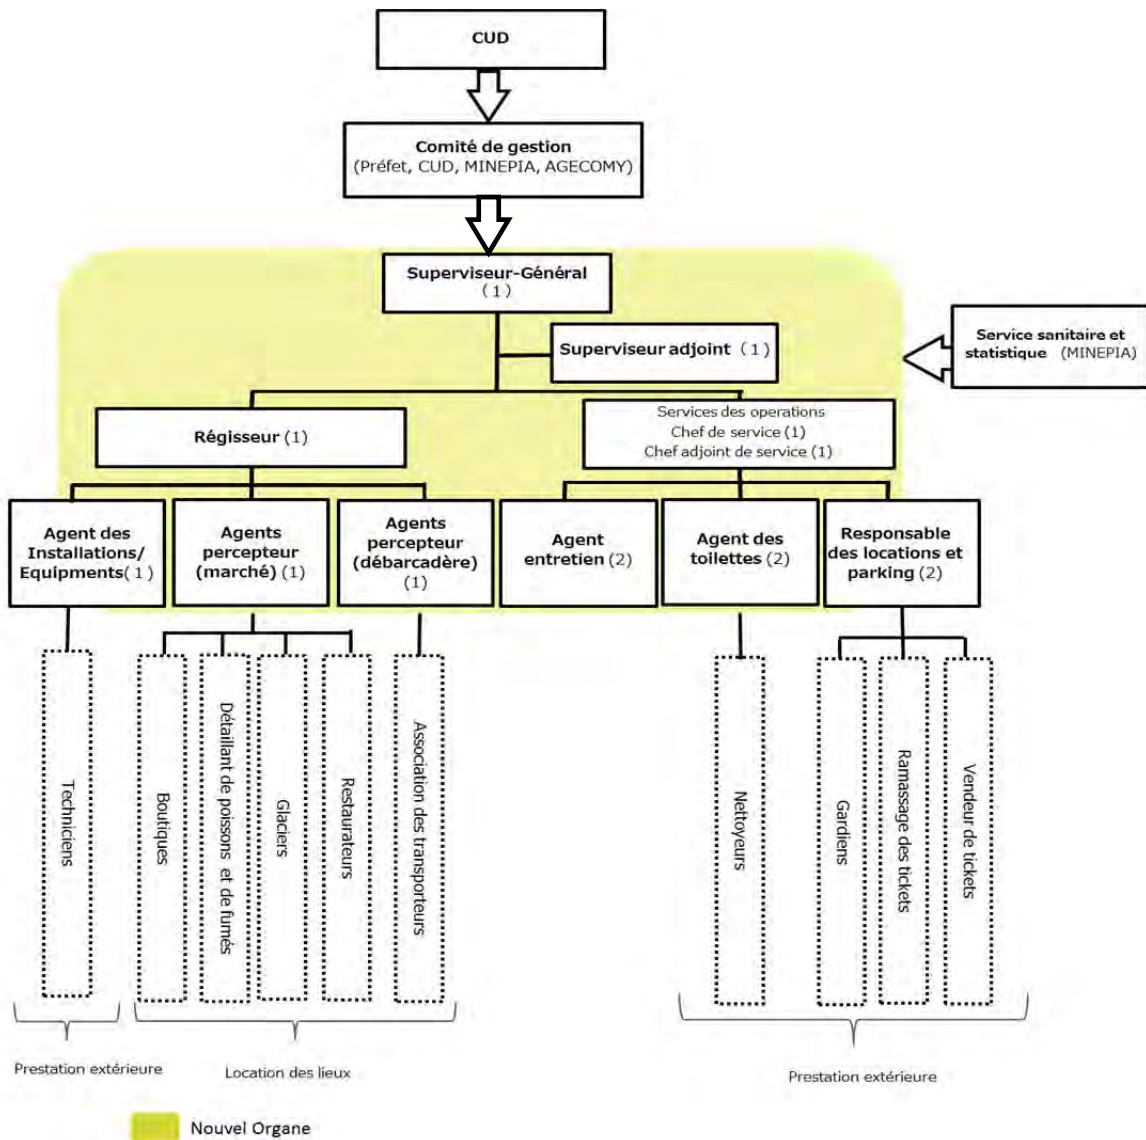 CUD
Comité de gestion
(Préfet, CUD, MINEPIA, AGECOMY)
Superviseur-Général
(1)
Superviseur adjoint (1)
Service sanitaire et
statistique (MINEPIA)
Régisseur (1)
Services des operations
Chef de service (1)
Chef adjoint de service (1)
Agent des
Installations/
Equipments(1)
Agents
percepteur
(marché) (1)
Agents
percepteur
(débarcadère)
(1)
Agent
entretien (2)
Agent des
toilettes (2)
Responsable
des locations et
parking (2)
Techniciens
Boutiques
Détaillant de poissons et de fumés
Glaciers
Restaurateurs
Association des transporteurs
Nettoyeurs
Gardiens
Ramassage des tickets
Vendeur de tickets
Prestation extérieure
Location des lieux
Prestation extérieure
Nouvel Organe